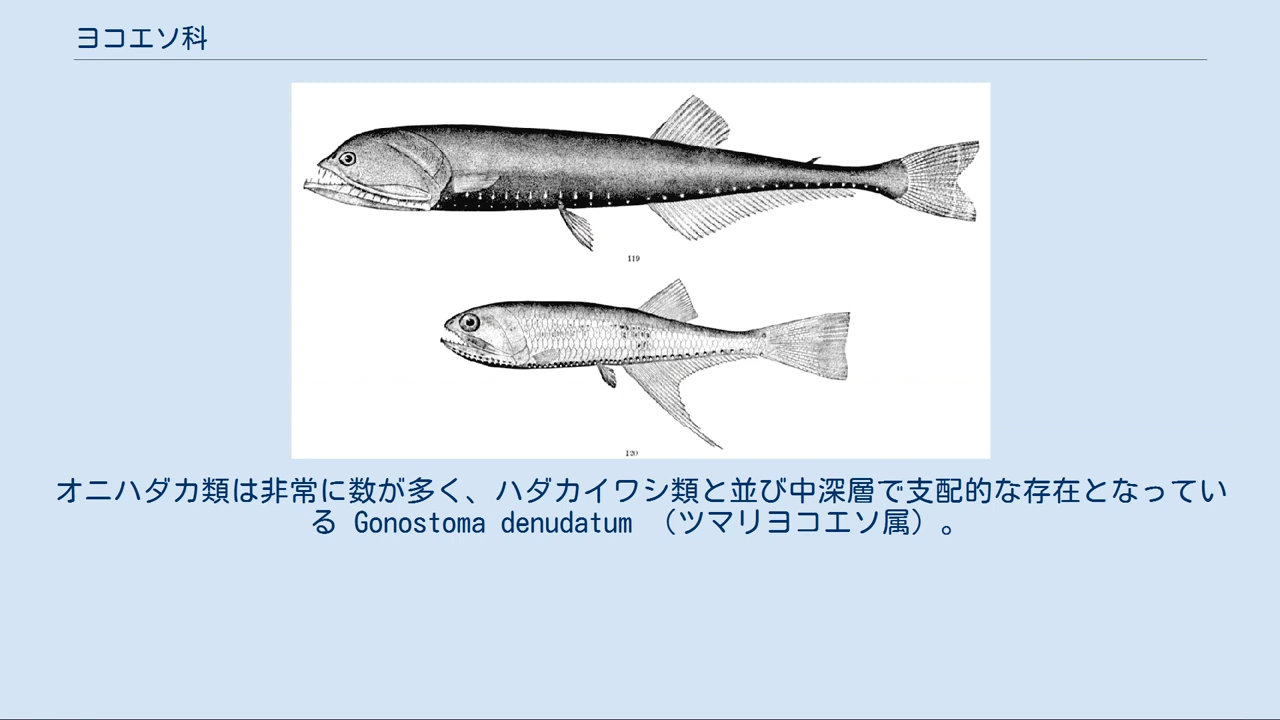 ヨコエソ科
119
120
オニハダカ類は非常に数が多く、ハダカイワシ類と並び中深層で支配的な存在となってい
る Gonostoma denudatum （ツマリヨコエソ属）。